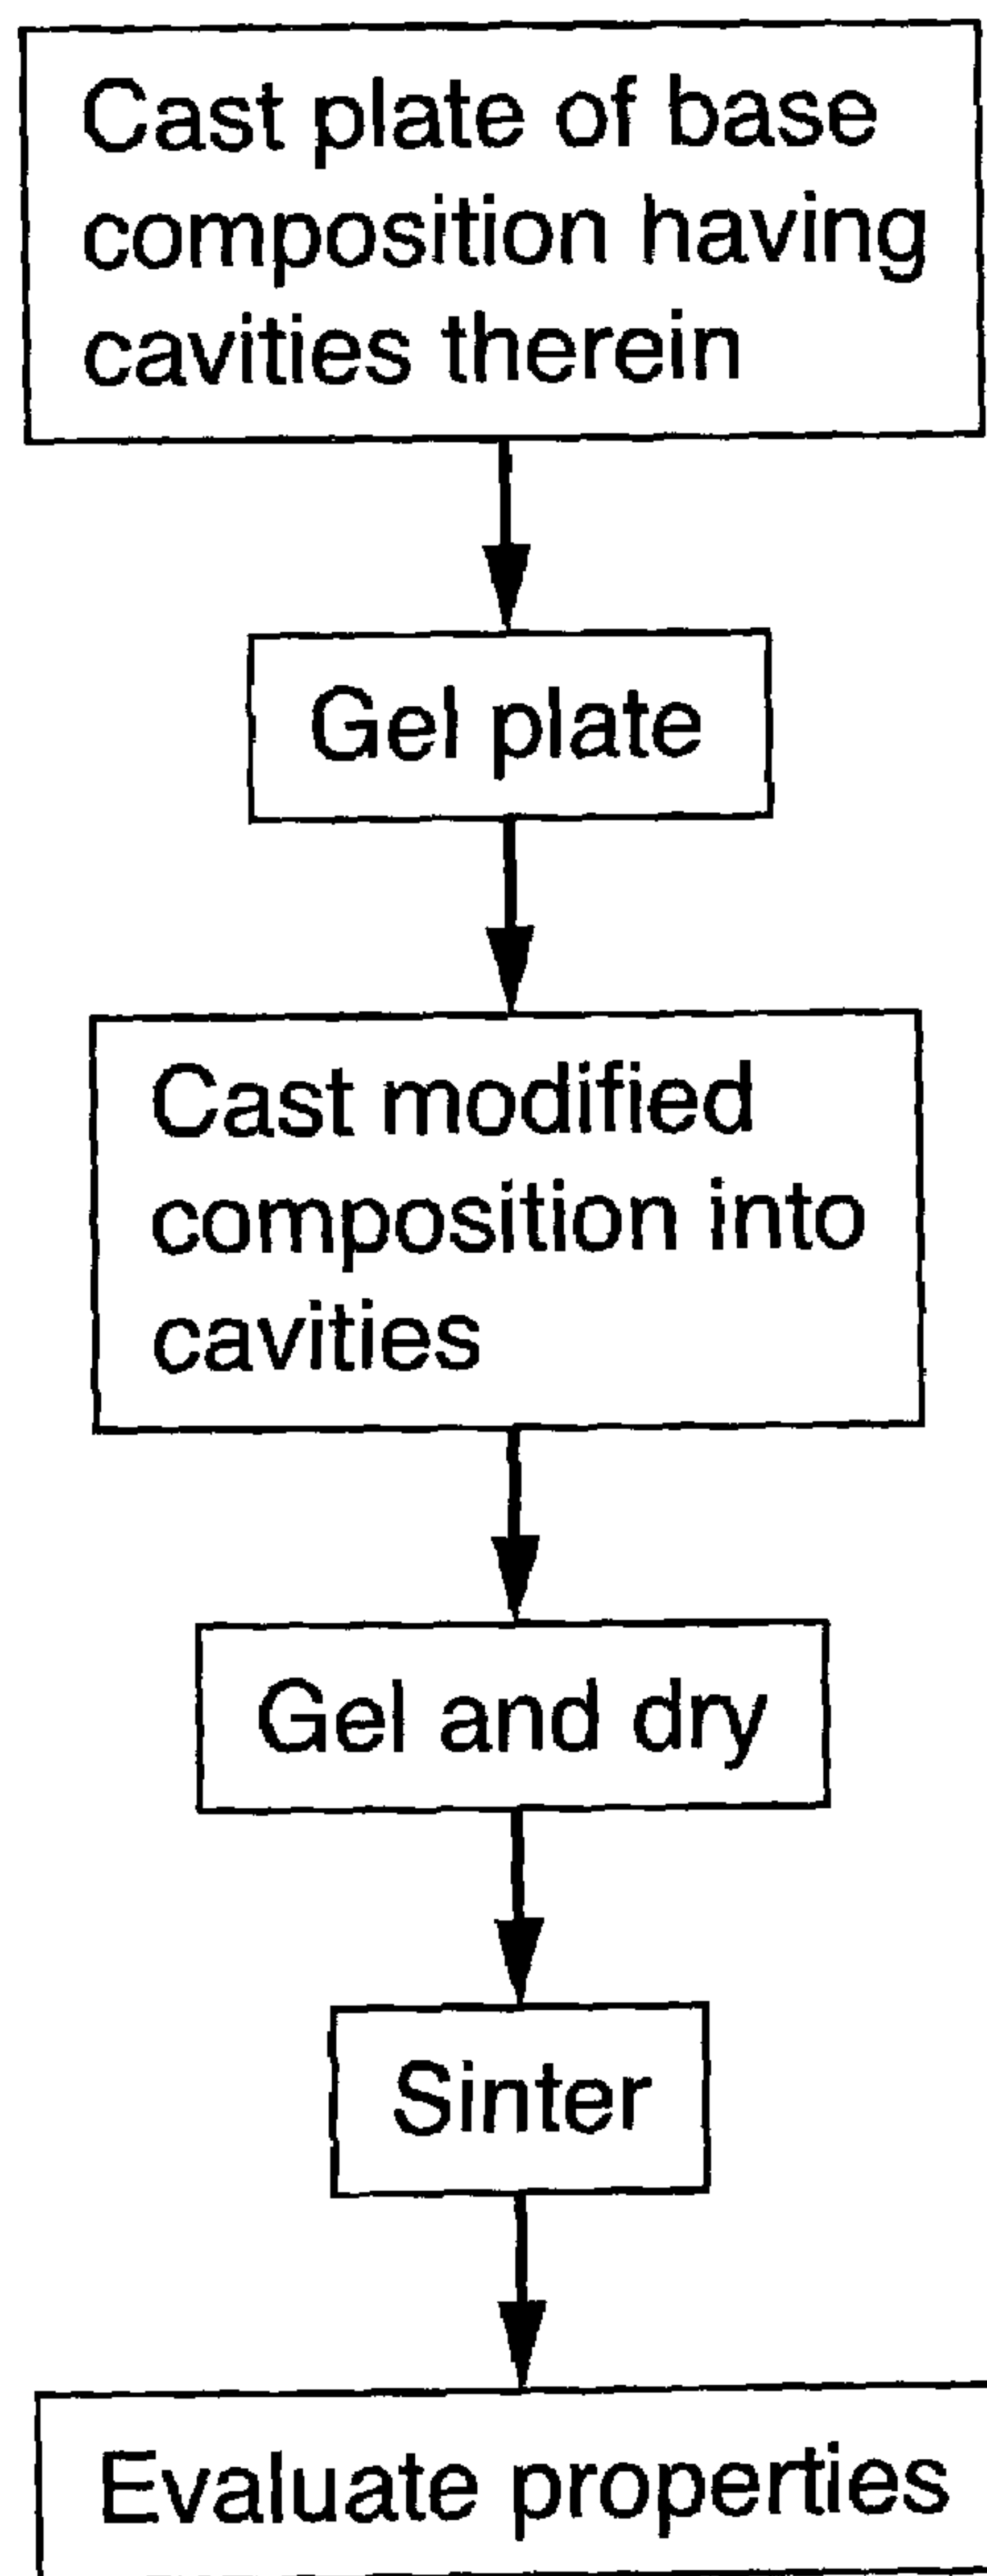 Cast plate of base
composition having
cavities therein
Gel plate
Cast modified
composition into
cavities
Gel and dry
Sinter
Evaluate properties